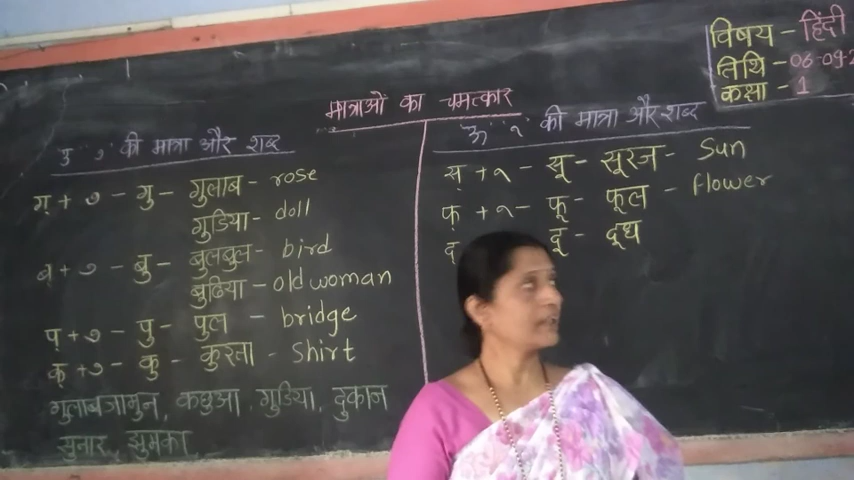 विषय - हिंदी
तिथि - 06-09-2
कक्षा - 1
मात्राओं का चमत्कार
उ ु की मात्रा और शब्द
ग् + ु - गु - गुलाब - rose
गुडिया - doll
ब् + ु - बु - बुलबुल - bird
बुढिया - old woman
प् + ु - पु - पुल - bridge
क् + ु - कु - कुरता - Shirt
गुलाबजामुन, कछुआ, गुडिया, दुकान
सुनार, झुमका
ऊ ू की मात्रा और शब्द
स् + ू - सू - सूरज - Sun
फ् + ू - फू - फूल - flower
द् दू - दूध